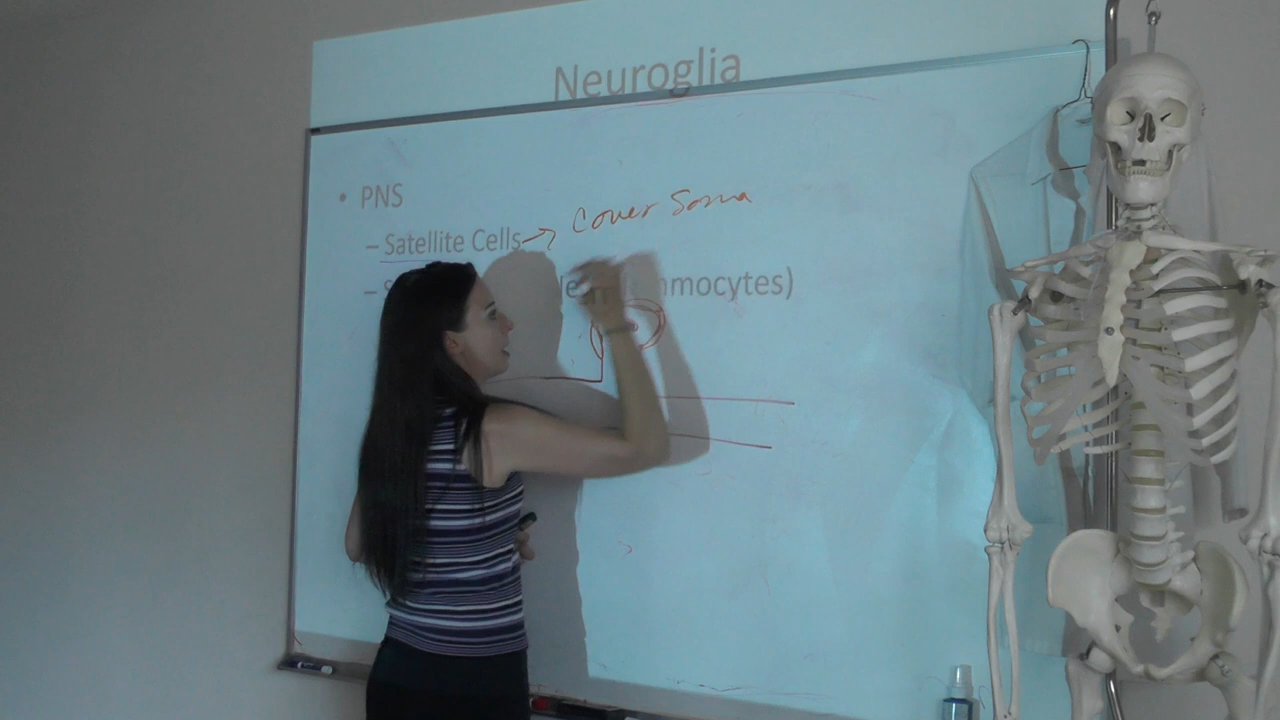 Neuroglia
• PNS
– Satellite Cells → Cover Soma
– mmocytes)